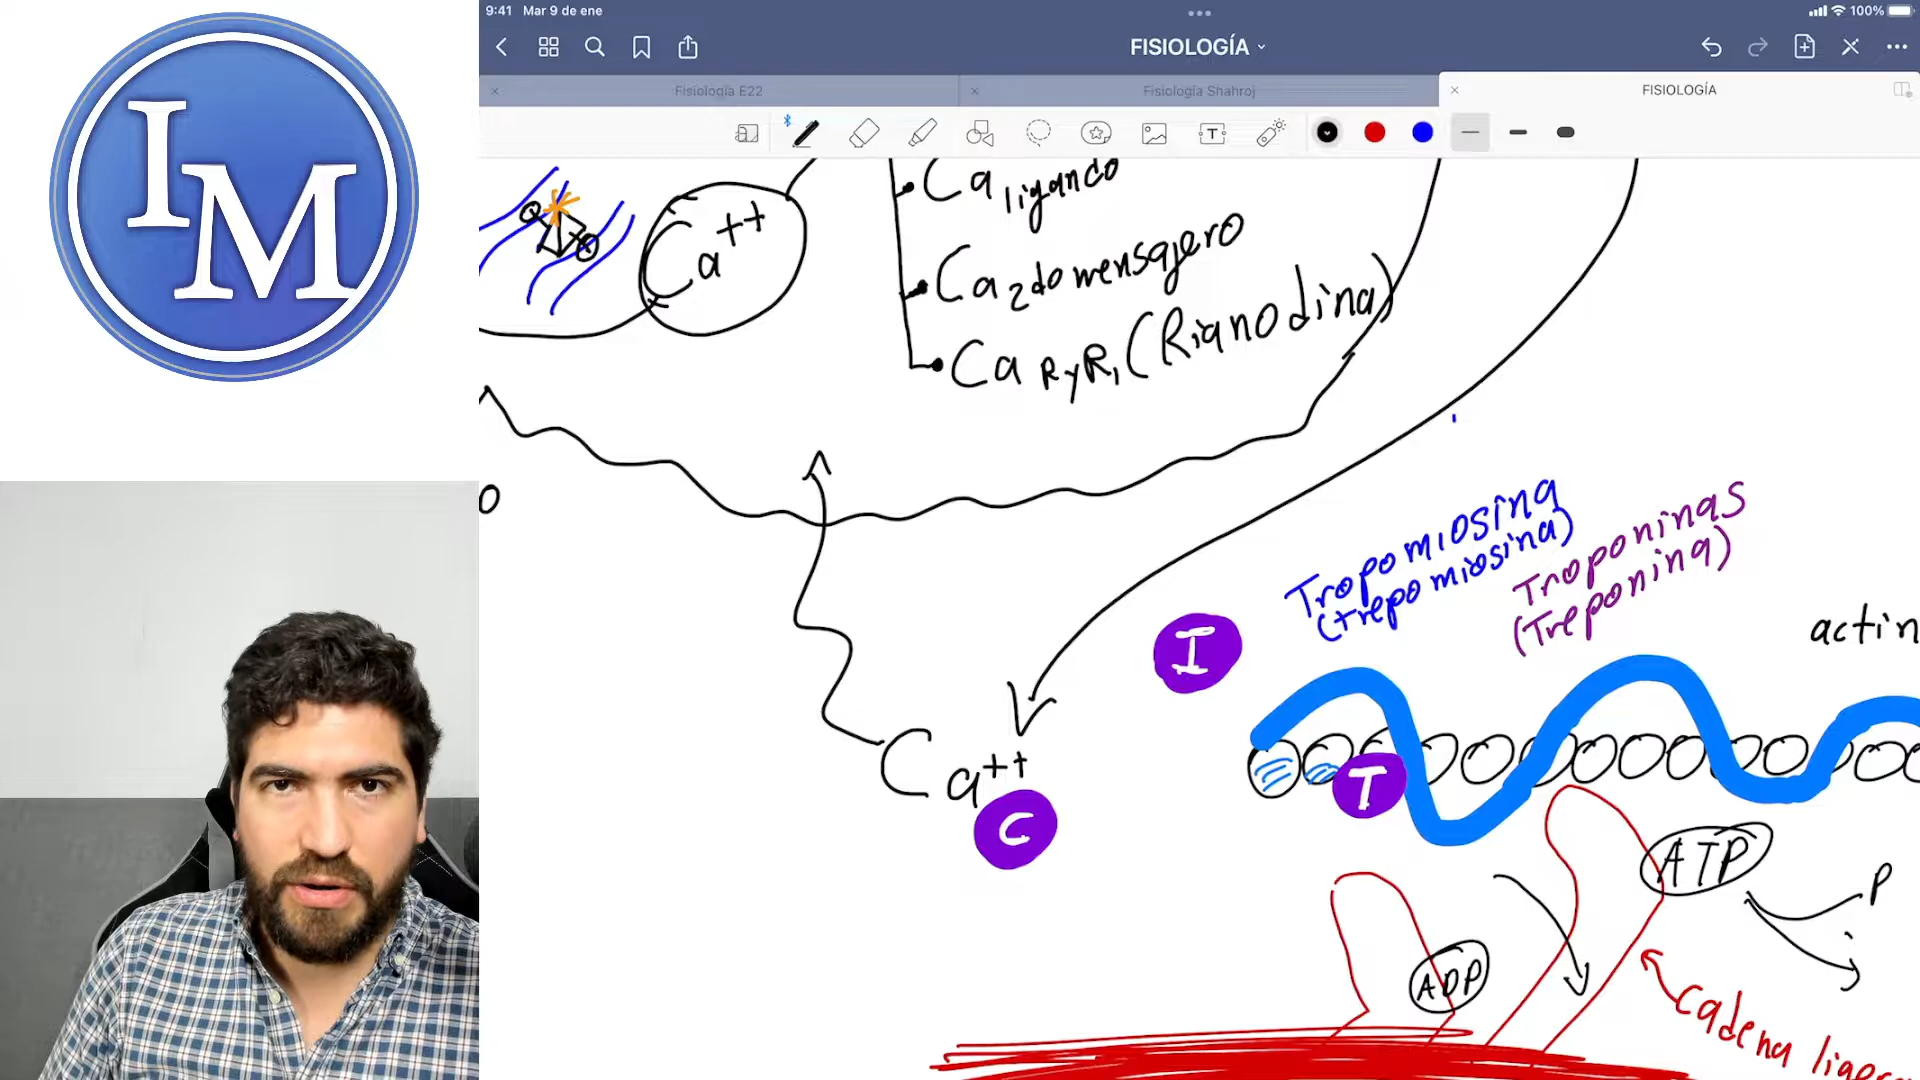 IM
9:41 Mar 9 de ene
100%
FISIOLOGÍA
Fisiología E22
Fisiología Shahroj
FISIOLOGÍA
T
Ca ligando
Ca++
Ca 2do mensajero
Ca RyR1 (Rianodina)
Tropomiosina
(trepomiosina)
Troponinas
(Treponina)
I
actin
Ca++
T
C
ATP
P
i
ADP
cadena ligera